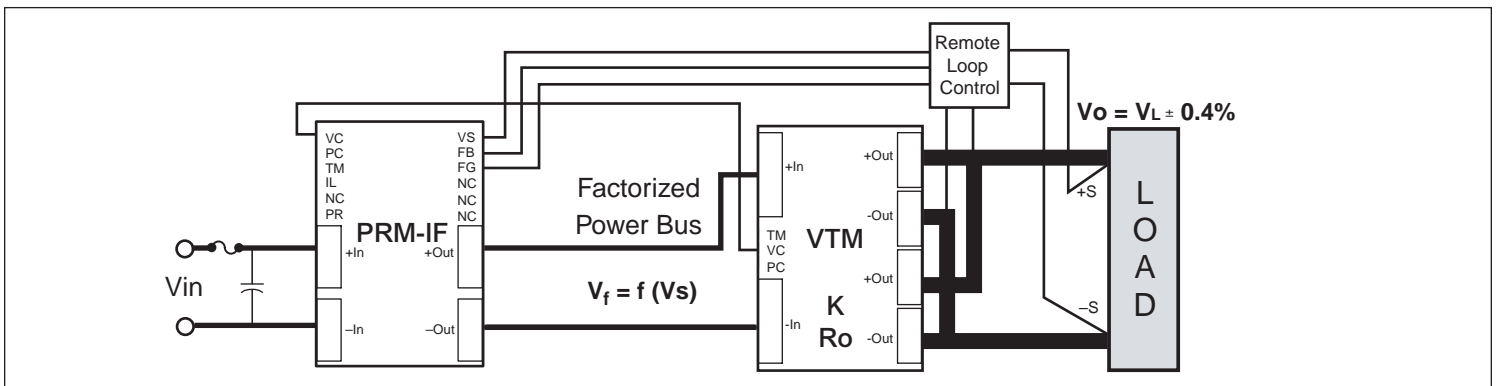 Remote
Loop
Control
Vo = VL ± 0.4%
VC
PC
TM
IL
NC
PR
VS
FB
FG
NC
NC
NC
PRM-IF
+In
–In
+Out
–Out
Vin
Factorized
Power Bus
Vf = f (Vs)
+In
TM
VC
PC
-In
VTM
K
Ro
+Out
-Out
+Out
-Out
+S
–S
L
O
A
D